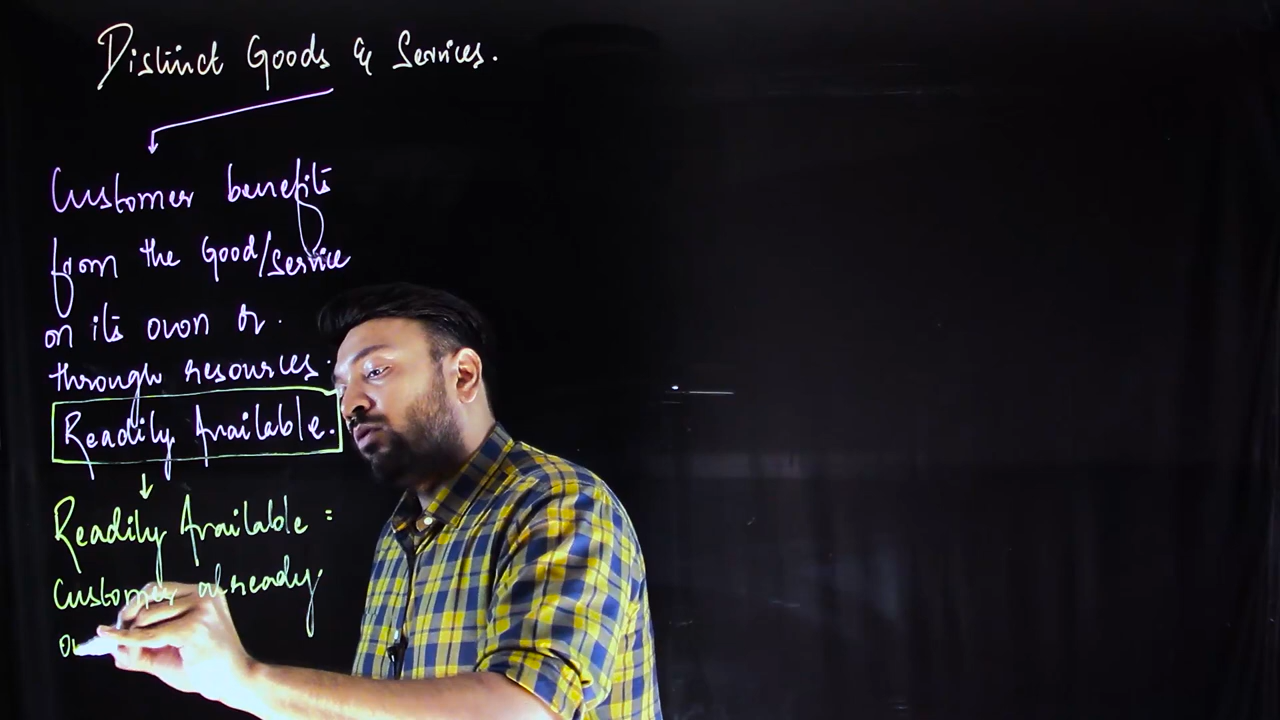 Distinct Goods & Services.
Customer benefits
from the Good/Service
on its own or.
through resources.
Readily Available.
Readily Available =
Customer already